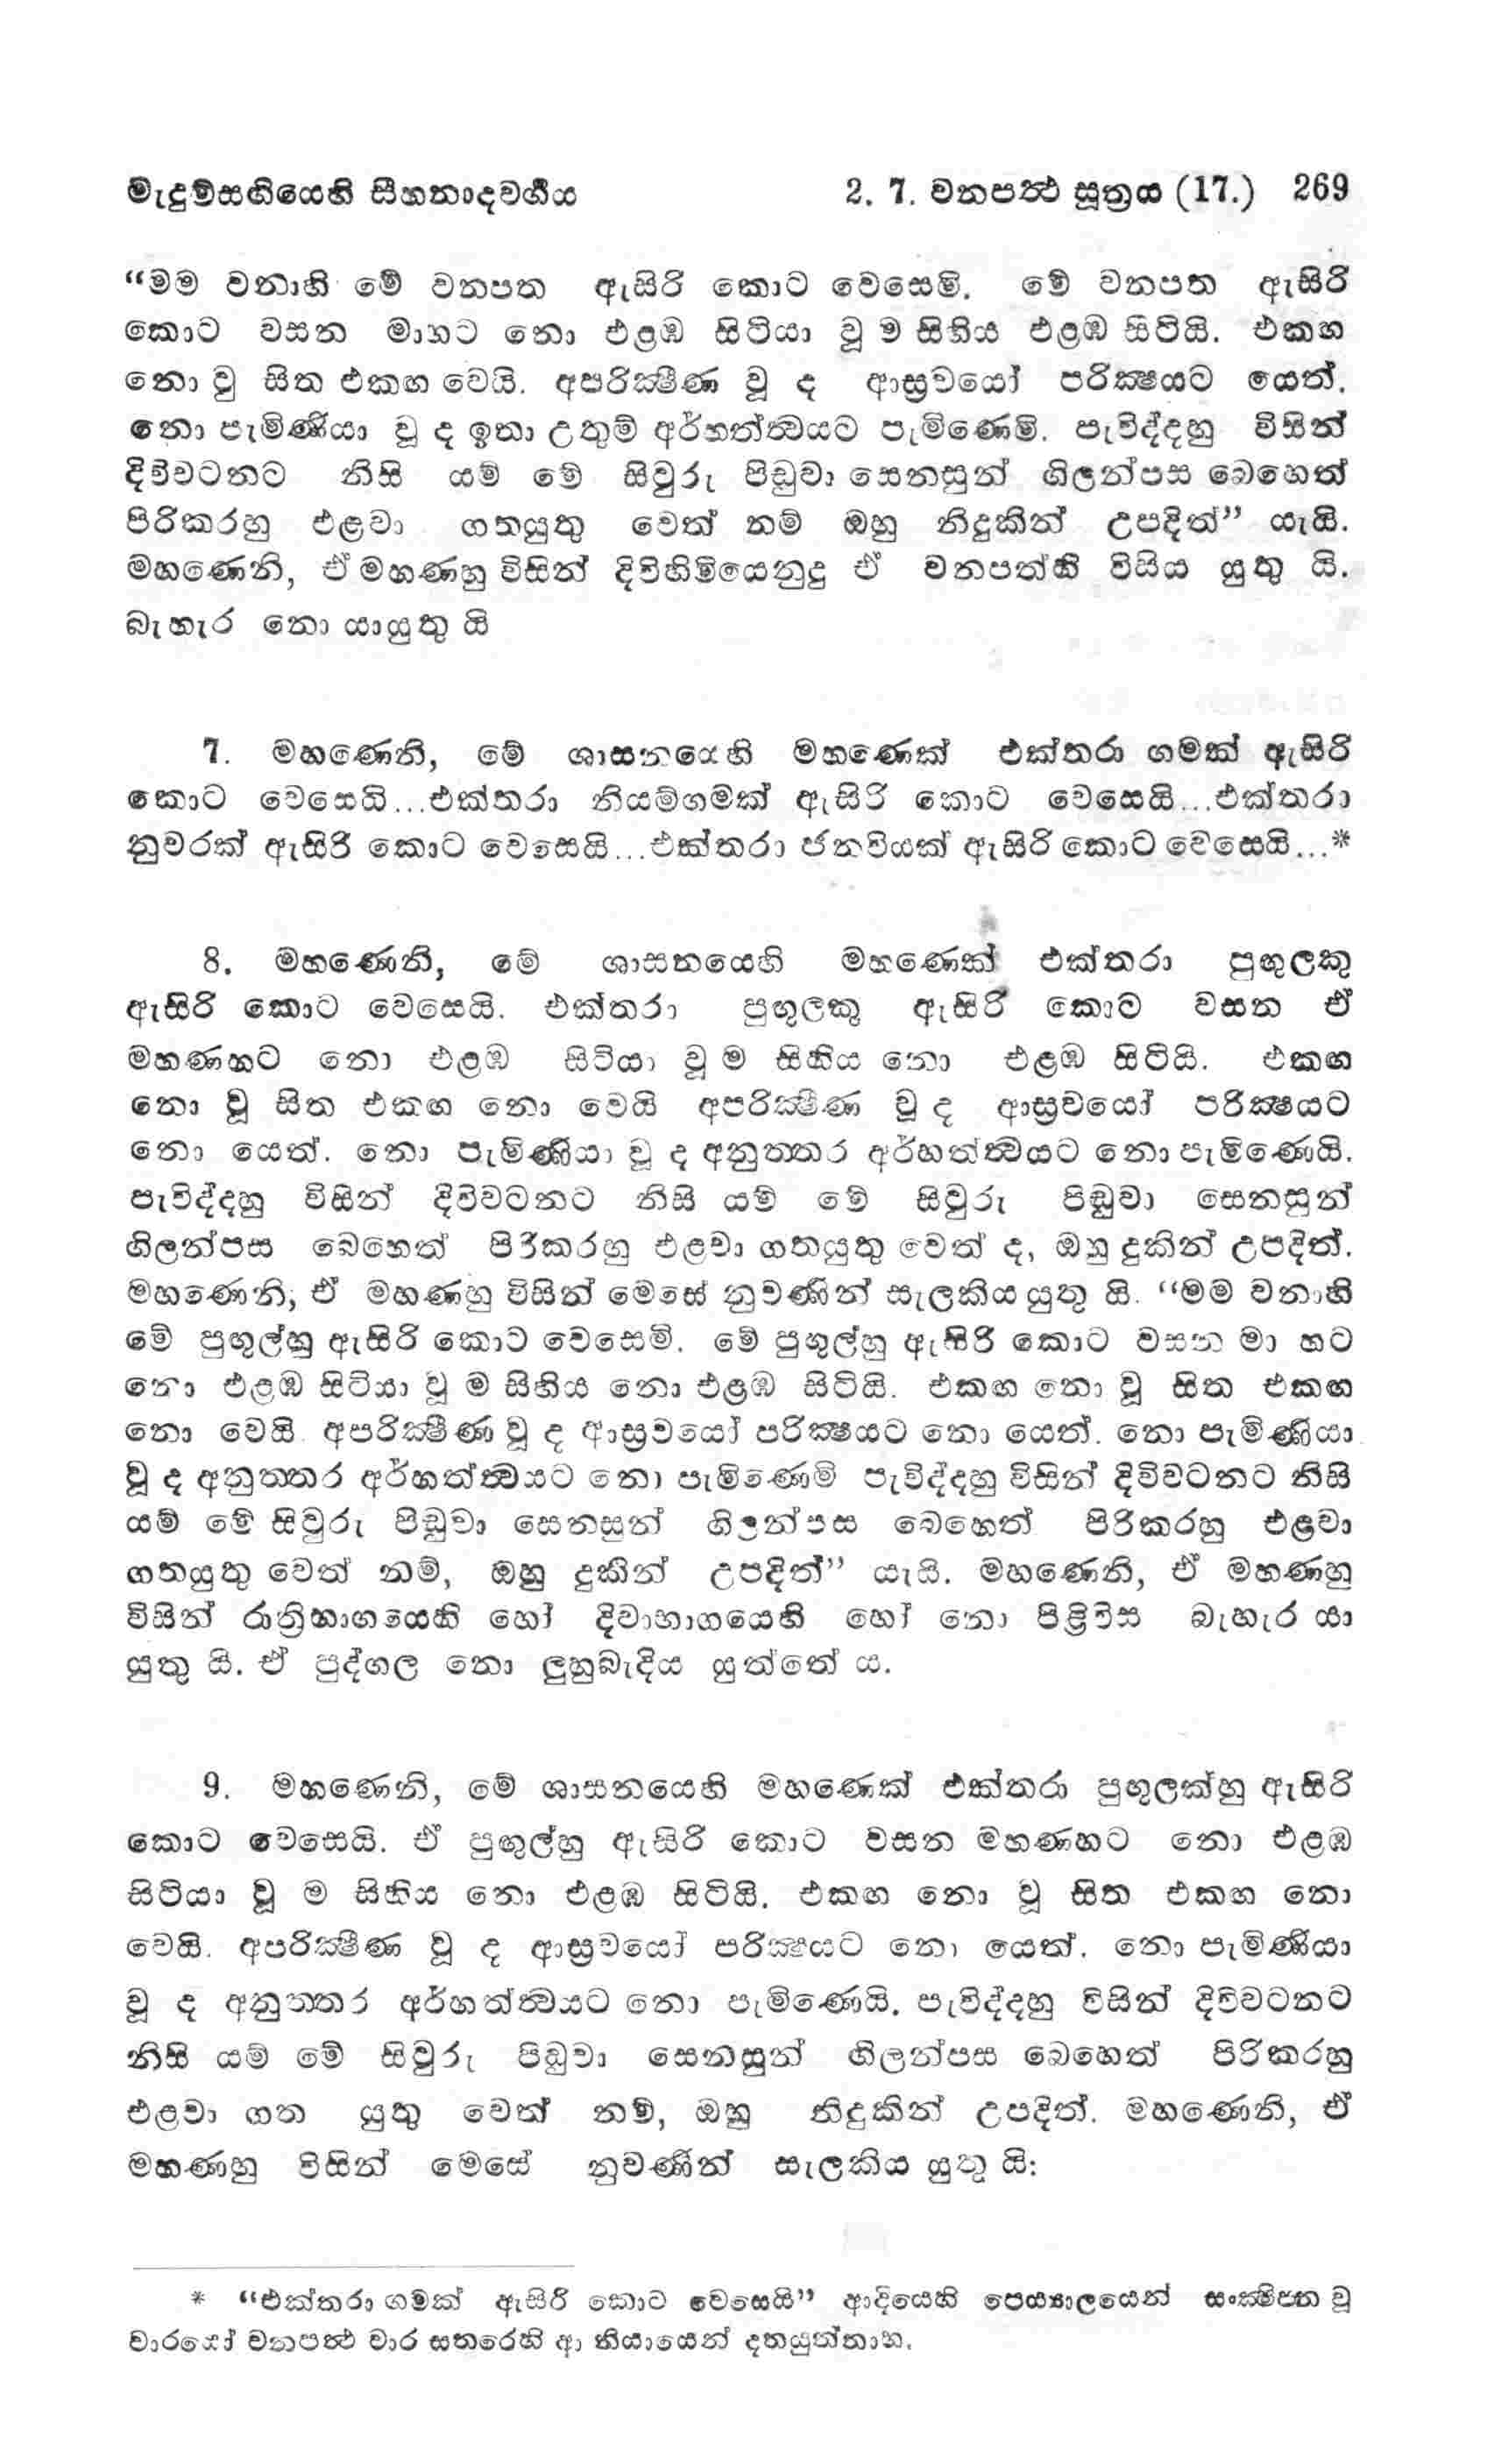 මැදුම්සඟියෙහි සීහනාදවර්‍ගය 2. 7. වනපත්‍ථ සූත්‍රය (17.) 269
“මම වනාහි මේ වනපත ඇසිරි කොට වෙසෙමි. මේ වනපත ඇසිරි
කොට වසන මාහට නො එළඹ සිටියා වූ ම සිහිය එළඹ සිටියි. එකඟ
නො වූ සිත එකඟ වෙයි. අපරික්‍ෂීණ වූ ද ආස්‍රවයෝ පරික්‍ෂයට යෙත්.
නො පැමිණියා වූ ද ඉතා උතුම් අර්හත්ත්‍වයට පැමිණෙමි. පැවිද්දහු විසින්
දිවිවටනට නිසි යම් මේ සිවුරු පිඬුවා සෙනසුන් ගිලන්පස බෙහෙත්
පිරිකරහු එළවා ගතයුතු වෙත් නම් ඔහු නිදුකින් උපදිත්” යැයි.
මහණෙනි, ඒ මහණහු විසින් දිවිහිමියෙනුදු ඒ වනපත්හි විසිය යුතු යි.
බැහැර නො යායුතු යි
7. මහණෙනි, මේ ශාසනයෙහි මහණෙක් එක්තරා ගමක් ඇසිරි
කොට වෙසෙයි...එක්තරා නියම්ගමක් ඇසිරි කොට වෙසෙයි...එක්තරා
නුවරක් ඇසිරි කොට වෙසෙයි...එක්තරා ජනවියක් ඇසිරි කොට වෙසෙයි...*
8. මහණෙනි, මේ ශාසනයෙහි මහණෙක් එක්තරා පුඟුලකු
ඇසිරි කොට වෙසෙයි. එක්තරා පුඟුලකු ඇසිරි කොට වසන ඒ
මහණහට නො එළඹ සිටියා වූ ම සිහිය නො එළඹ සිටියි. එකඟ
නො වූ සිත එකඟ නො වෙයි අපරික්‍ෂීණ වූ ද ආස්‍රවයෝ පරික්‍ෂයට
නො යෙත්. නො පැමිණියා වූ ද අනුත්තර අර්හත්ත්‍වයට නො පැමිණෙයි.
පැවිද්දහු විසින් දිවිවටනට නිසි යම් මේ සිවුරු පිඬුවා සෙනසුන්
ගිලන්පස බෙහෙත් පිරිකරහු එළවා ගතයුතු වෙත් ද, ඔහු දුකින් උපදිත්.
මහණෙනි, ඒ මහණහු විසින් මෙසේ නුවණින් සැලකිය යුතු යි. “මම වනාහි
මේ පුඟුල්හු ඇසිරි කොට වෙසෙමි. මේ පුඟුල්හු ඇසිරි කොට වසන මා හට
නො එළඹ සිටියා වූ ම සිහිය නො එළඹ සිටියි. එකඟ නො වූ සිත එකඟ
නො වෙයි. අපරික්‍ෂීණ වූ ද ආස්‍රවයෝ පරික්‍ෂයට නො යෙත්. නො පැමිණියා
වූ ද අනුත්තර අර්හත්ත්‍වයට නො පැමිණෙමි පැවිද්දහු විසින් දිවිවටනට නිසි
යම් මේ සිවුරු පිඬුවා සෙනසුන් ගිලන්පස බෙහෙත් පිරිකරහු එළවා
ගතයුතු වෙත් නම්, ඔහු දුකින් උපදිත්” යැයි. මහණෙනි, ඒ මහණහු
විසින් රාත්‍රිභාගයෙහි හෝ දිවාභාගයෙහි හෝ නො පිළිවිස බැහැර යා
යුතු යි. ඒ පුද්ගල නො ලුහුබැඳිය යුත්තේ ය.
9. මහණෙනි, මේ ශාසනයෙහි මහණෙක් එක්තරා පුඟුලක්හු ඇසිරි
කොට වෙසෙයි. ඒ පුඟුල්හු ඇසිරි කොට වසන මහණහට නො එළඹ
සිටියා වූ ම සිහිය නො එළඹ සිටියි. එකඟ නො වූ සිත එකඟ නො
වෙයි. අපරික්‍ෂීණ වූ ද ආස්‍රවයෝ පරික්‍ෂයට නො යෙත්. නො පැමිණියා
වූ ද අනුත්තර අර්හත්ත්‍වයට නො පැමිණෙයි. පැවිද්දහු විසින් දිවිවටනට
නිසි යම් මේ සිවුරු පිඬුවා සෙනසුන් ගිලන්පස බෙහෙත් පිරිකරහු
එළවා ගත යුතු වෙත් නම්, ඔහු නිදුකින් උපදිත්. මහණෙනි, ඒ
මහණහු විසින් මෙසේ නුවණින් සැලකිය යුතු යි:
* “එක්තරා ගමක් ඇසිරි කොට වෙසෙයි” ආදියෙහි පෙය්‍යාලයෙන් සංක්‍ෂිප්ත වූ
වාරයෝ වනපත්‍ථ වාර සතරෙහි ආ නියායෙන් දතයුත්තාහ.